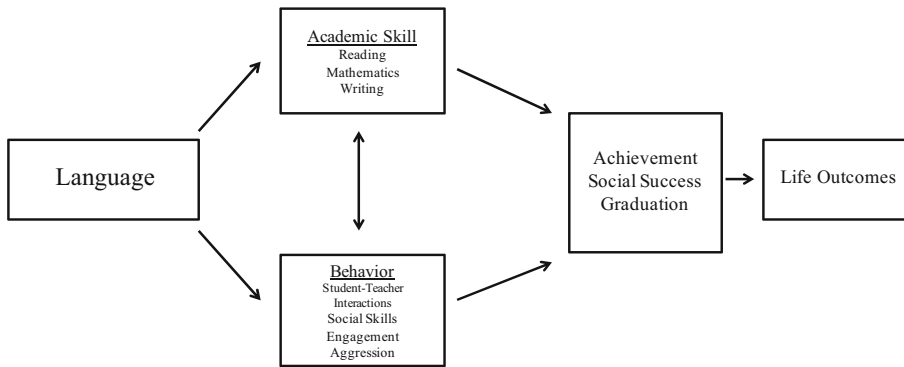 Language
Academic Skill
Reading
Mathematics
Writing
Behavior
Student-Teacher
Interactions
Social Skills
Engagement
Aggression
Achievement
Social Success
Graduation
Life Outcomes